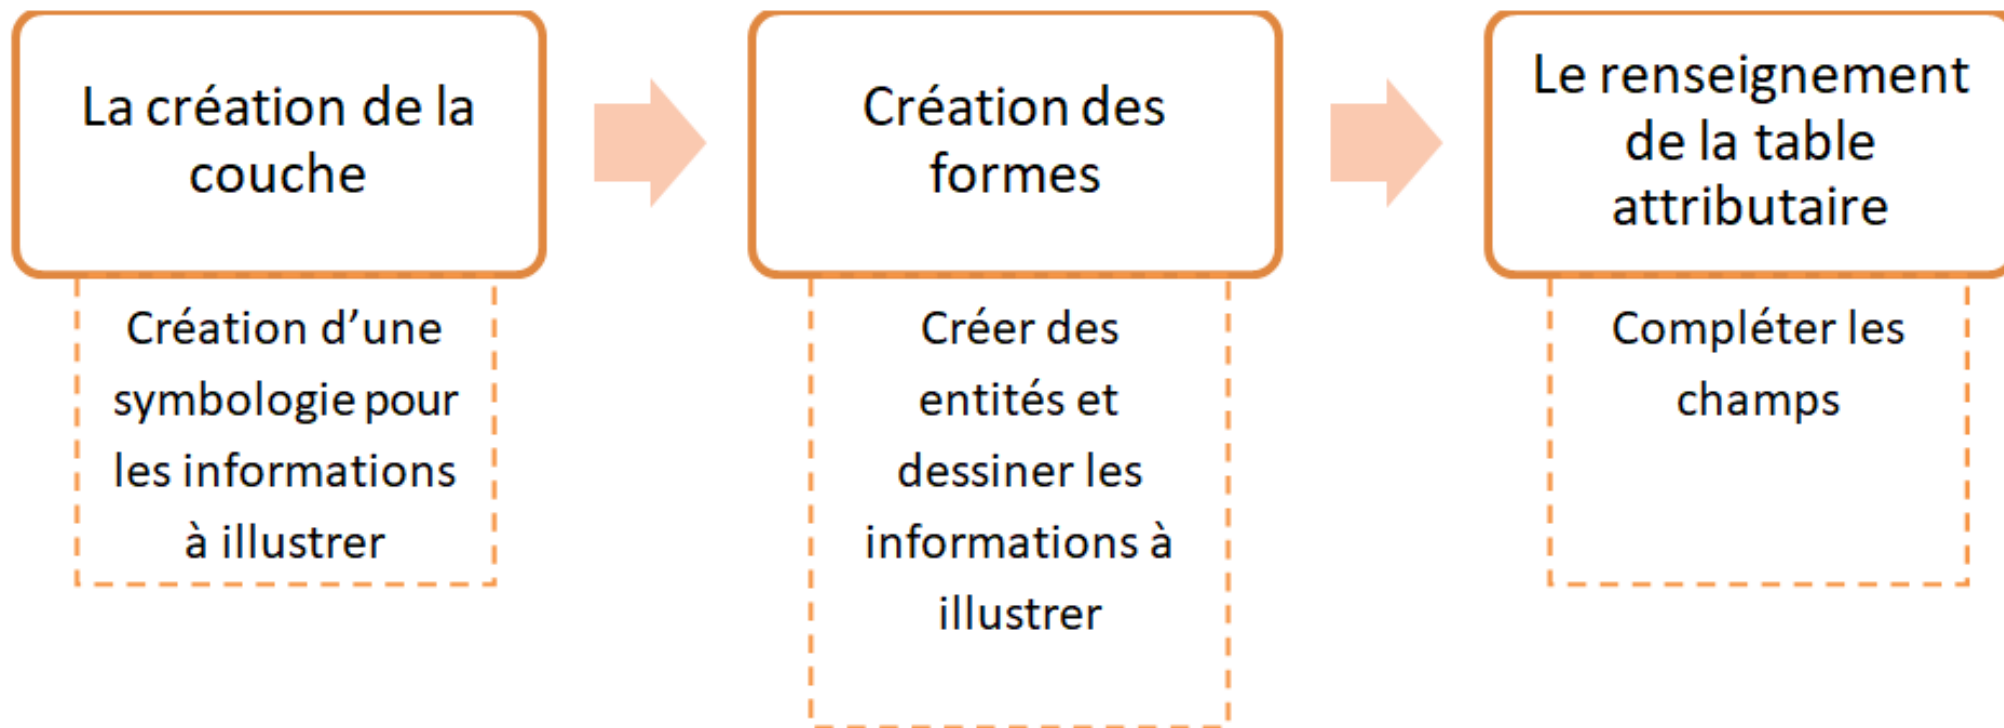 La création de la
couche
Création d’une
symbologie pour
les informations
à illustrer
Création des
formes
Créer des
entités et
dessiner les
informations à
illustrer
Le renseignement
de la table
attributaire
Compléter les
champs